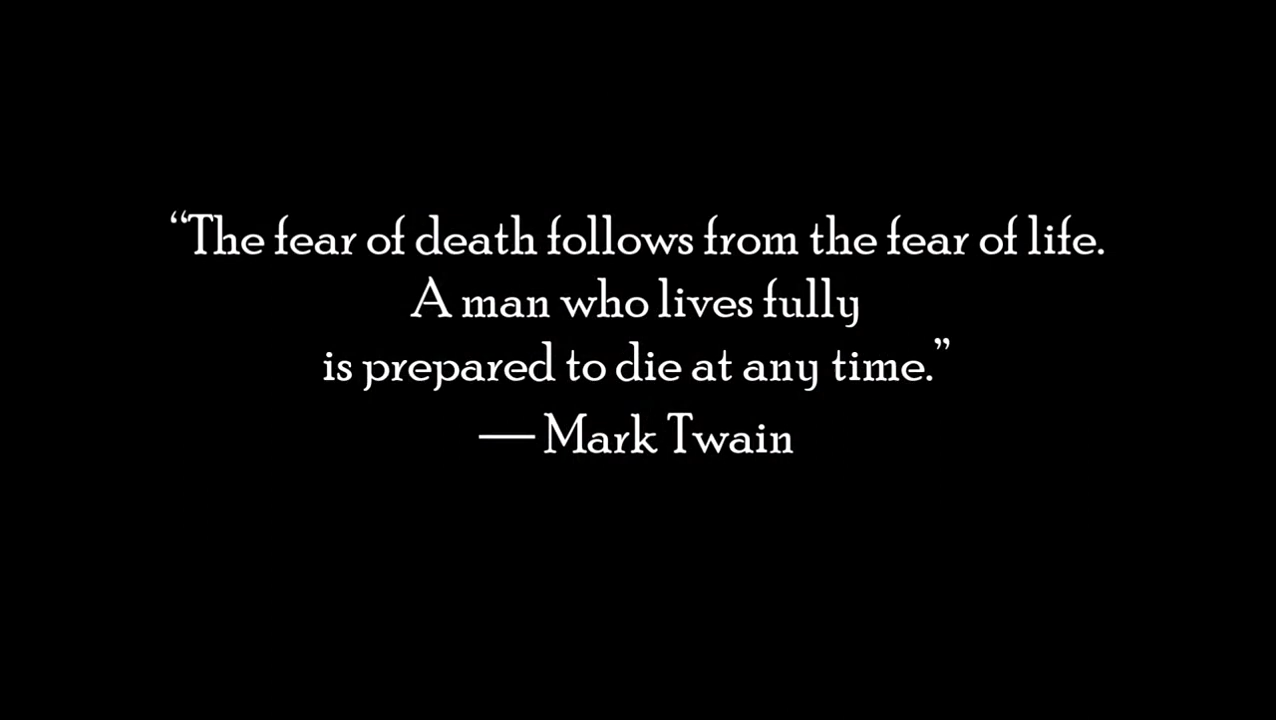 “The fear of death follows from the fear of life.
A man who lives fully
is prepared to die at any time.”
— Mark Twain